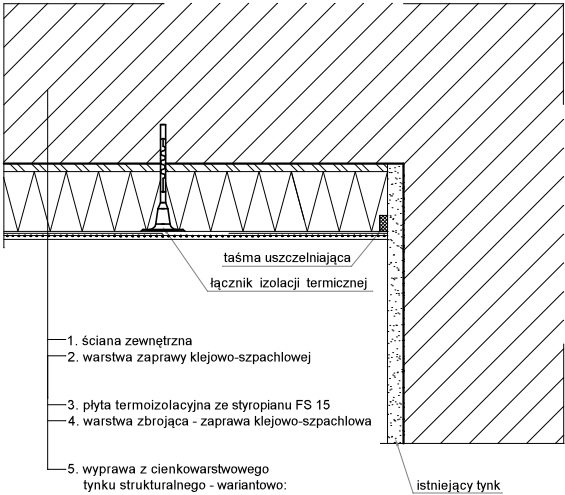 taśma uszczelniająca
łącznik izolacji termicznej
1. ściana zewnętrzna
2. warstwa zaprawy klejowo-szpachlowej
3. płyta termoizolacyjna ze styropianu FS 15
4. warstwa zbrojąca - zaprawa klejowo-szpachlowa
5. wyprawa z cienkowarstwowego
tynku strukturalnego - wariantowo:
istniejący tynk